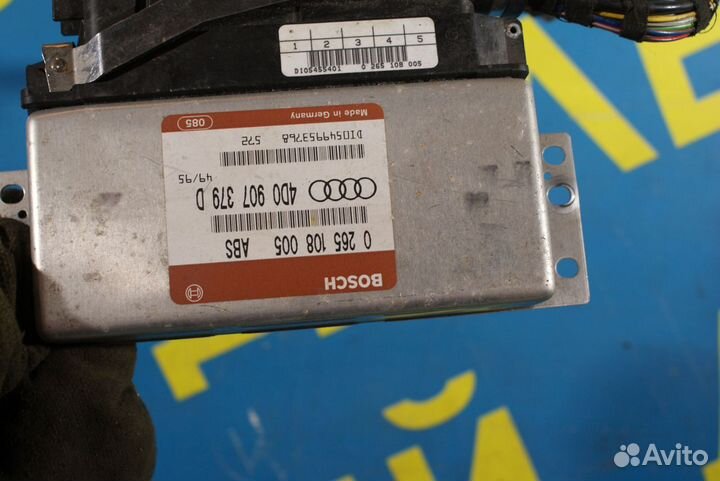 1 2 3 4 5
DI05455401 0 265 108 005
BOSCH
0 265 108 005 ABS
4D0 907 379 D
49/95
DI0549953768 572
Made in Germany 085
Avito